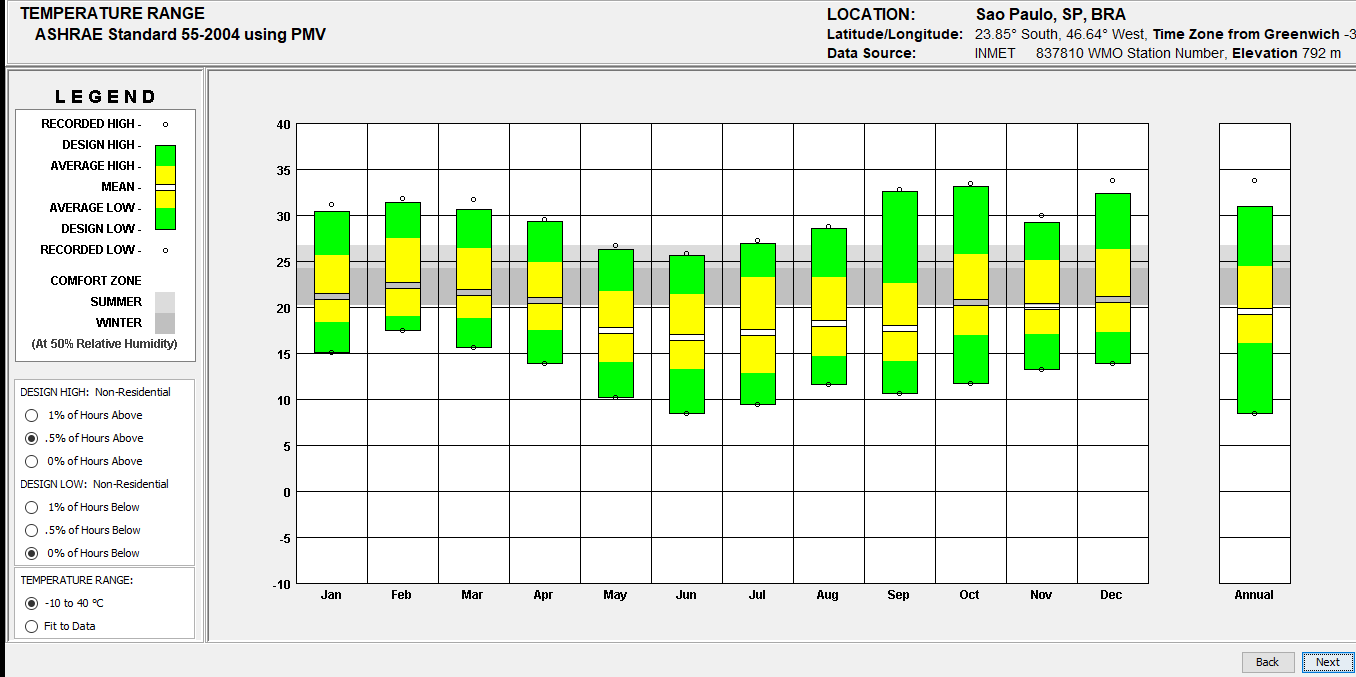 TEMPERATURE RANGE
ASHRAE Standard 55-2004 using PMV
LOCATION: Sao Paulo, SP, BRA
Latitude/Longitude: 23.85° South, 46.64° West, Time Zone from Greenwich -3
Data Source: INMET 837810 WMO Station Number, Elevation 792 m
LEGEND
RECORDED HIGH -
DESIGN HIGH -
AVERAGE HIGH -
MEAN -
AVERAGE LOW -
DESIGN LOW -
RECORDED LOW -
COMFORT ZONE
SUMMER
WINTER
(At 50% Relative Humidity)
DESIGN HIGH: Non-Residential
1% of Hours Above
.5% of Hours Above
0% of Hours Above
DESIGN LOW: Non-Residential
1% of Hours Below
.5% of Hours Below
0% of Hours Below
TEMPERATURE RANGE:
-10 to 40 °C
Fit to Data
40
35
30
25
20
15
10
5
0
-5
-10
Jan Feb Mar Apr May Jun Jul Aug Sep Oct Nov Dec Annual
Back Next